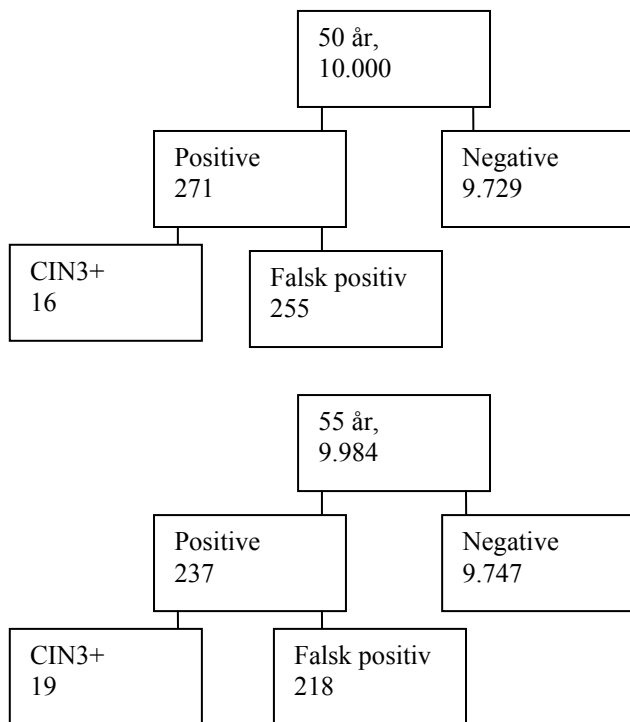 50 år,
10.000
Positive
271
Negative
9.729
CIN3+
16
Falsk positiv
255
55 år,
9.984
Positive
237
Negative
9.747
CIN3+
19
Falsk positiv
218